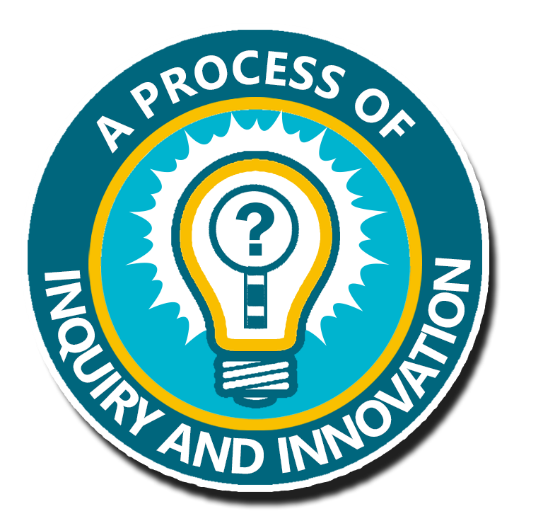 A PROCESS OF
?
INQUIRY AND INNOVATION